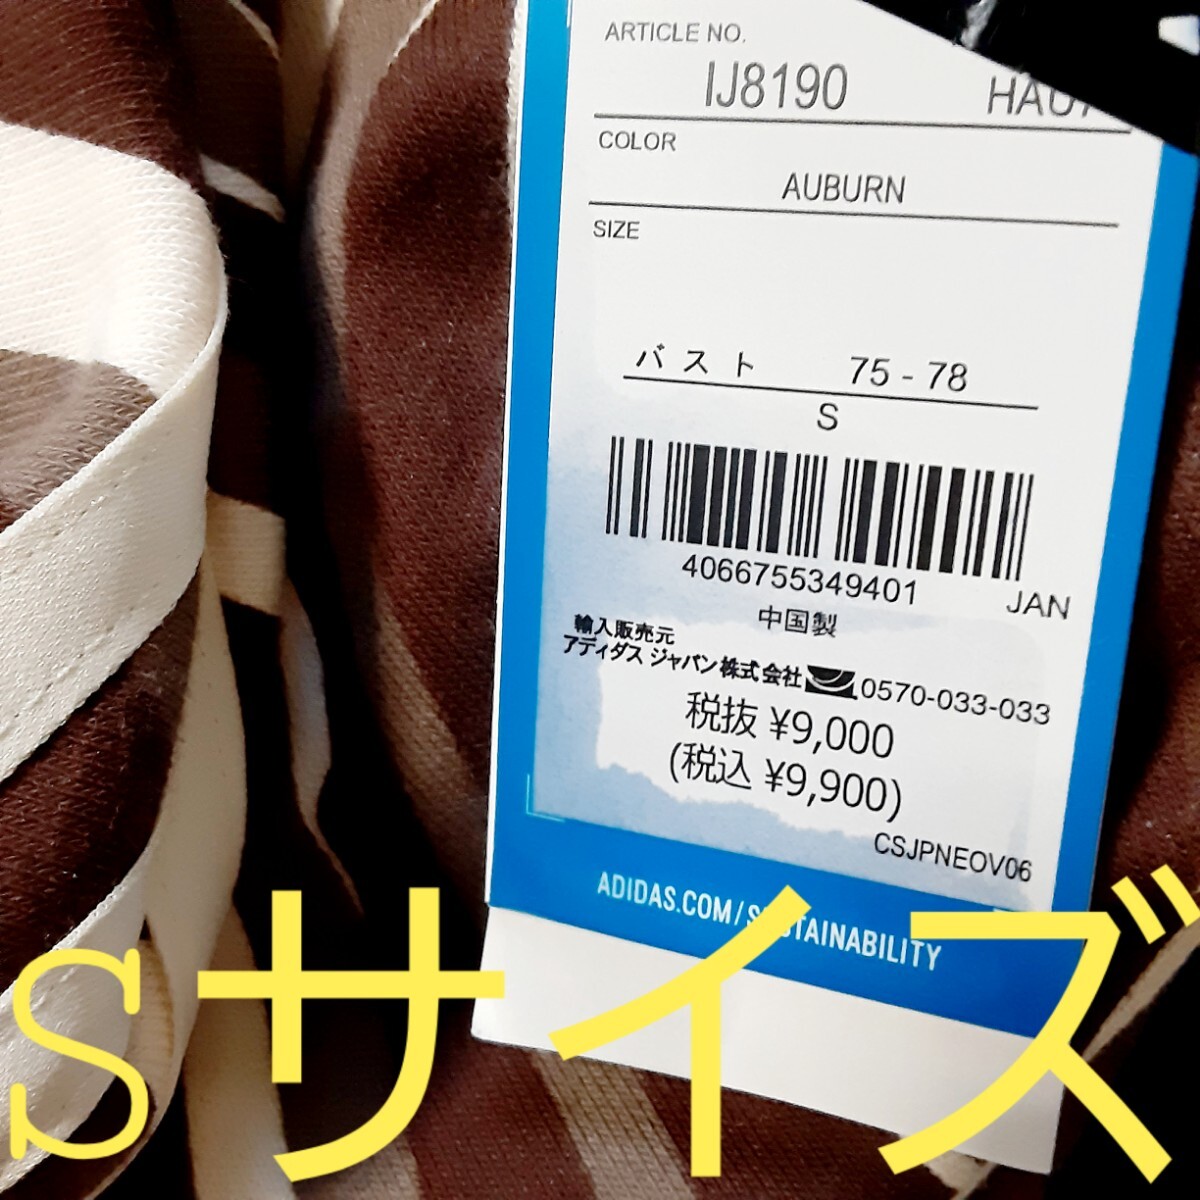 ARTICLE NO.
IJ8190
COLOR
AUBURN
SIZE
バスト 75 - 78
S
4066755349401 JAN
中国製
輸入販売元
アディダス ジャパン株式会社 0570-033-033
税抜 ¥9,000
(税込 ¥9,900)
CSJPNEOV06
ADIDAS.COM/SUSTAINABILITY
Sサイズ